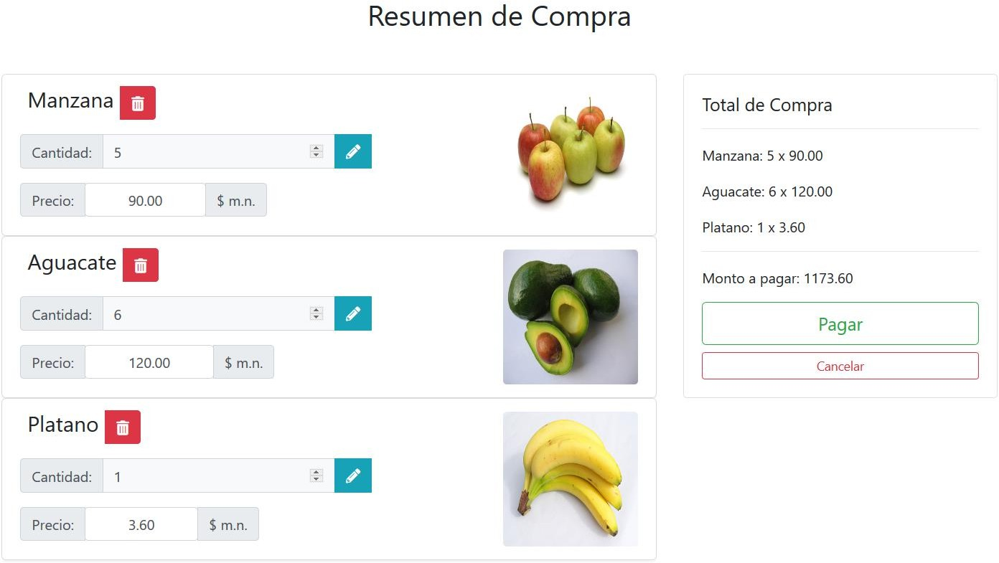 Resumen de Compra
Manzana
Cantidad: 5
Precio: 90.00 $ m.n.
Aguacate
Cantidad: 6
Precio: 120.00 $ m.n.
Platano
Cantidad: 1
Precio: 3.60 $ m.n.
Total de Compra
Manzana: 5 x 90.00
Aguacate: 6 x 120.00
Platano: 1 x 3.60
Monto a pagar: 1173.60
Pagar
Cancelar